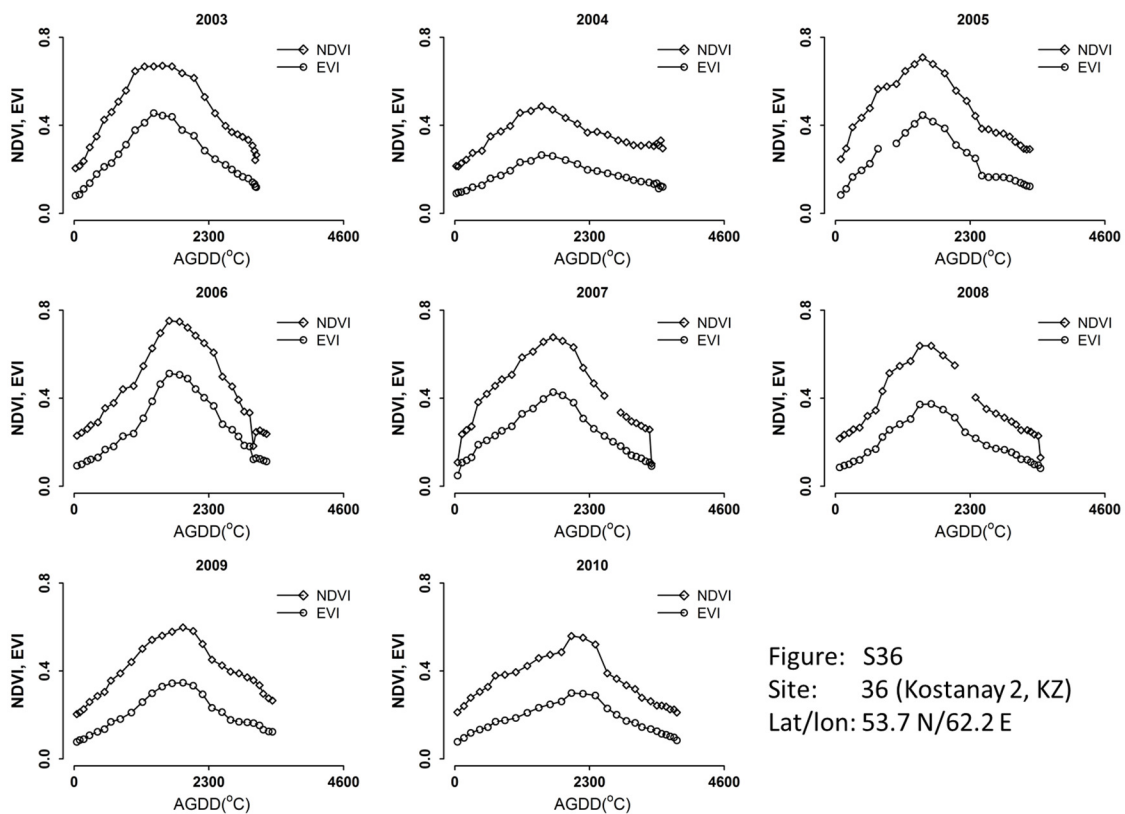 2003
NDVI
EVI
NDVI, EVI
0.8
0.4
0.0
0
2300
4600
AGDD(°C)
2004
NDVI
EVI
NDVI, EVI
0.8
0.4
0.0
0
2300
4600
AGDD(°C)
2005
NDVI
EVI
NDVI, EVI
0.8
0.4
0.0
0
2300
4600
AGDD(°C)
2006
NDVI
EVI
NDVI, EVI
0.8
0.4
0.0
0
2300
4600
AGDD(°C)
2007
NDVI
EVI
NDVI, EVI
0.8
0.4
0.0
0
2300
4600
AGDD(°C)
2008
NDVI
EVI
NDVI, EVI
0.8
0.4
0.0
0
2300
4600
AGDD(°C)
2009
NDVI
EVI
NDVI, EVI
0.8
0.4
0.0
0
2300
4600
AGDD(°C)
2010
NDVI
EVI
NDVI, EVI
0.8
0.4
0.0
0
2300
4600
AGDD(°C)
Figure: S36
Site: 36 (Kostanay 2, KZ)
Lat/lon: 53.7 N/62.2 E